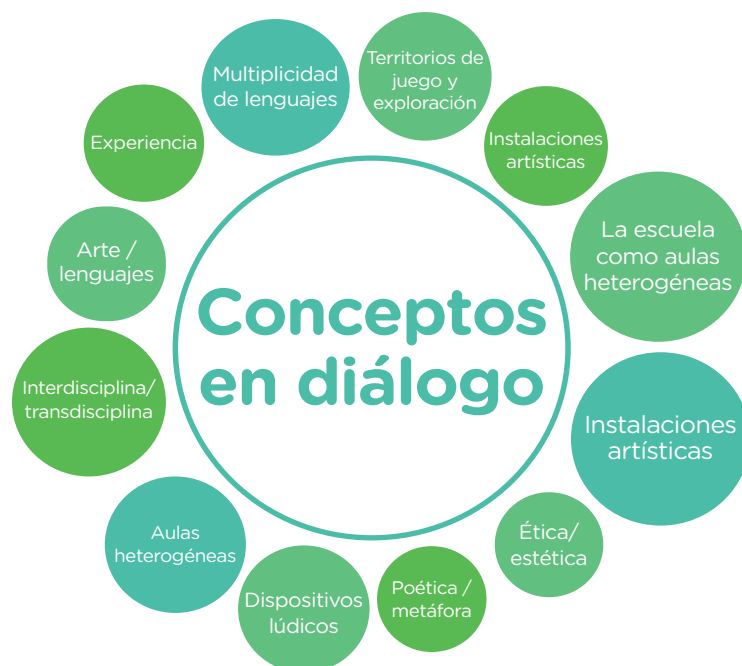 Conceptos
en diálogo
Multiplicidad
de lenguajes
Territorios de
juego y
exploración
Instalaciones
artísticas
La escuela
como aulas
heterogéneas
Instalaciones
artísticas
Ética/
estética
Poética /
metáfora
Dispositivos
lúdicos
Aulas
heterogéneas
Interdisciplina/
transdisciplina
Arte /
lenguajes
Experiencia